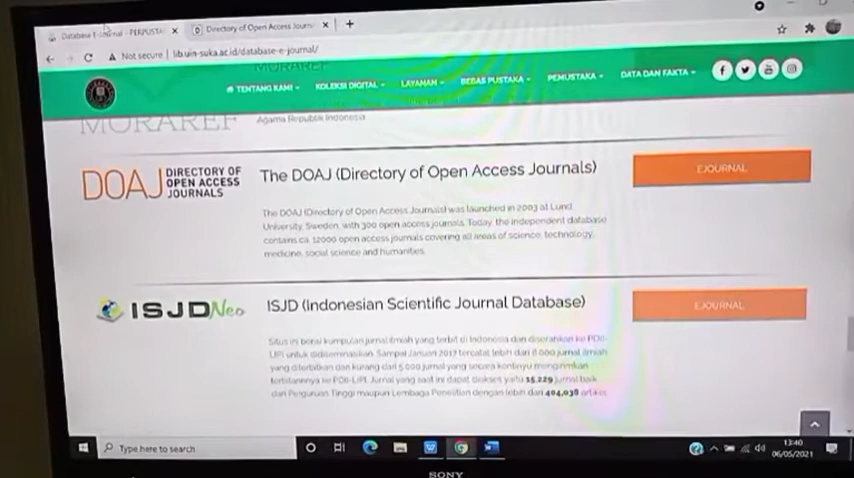 Database E-Journal - PERPUSTA
Directory of Open Access Journ
Not secure | lib.uin-suka.ac.id/database-e-journal/
MORAREF
TENTANG KAMI
KOLEKSI DIGITAL
LAYANAN
BEBAS PUSTAKA
PEMUSTAKA
DATA DAN FAKTA
MORAREF
Agama Republik Indonesia
DOAJ
DIRECTORY OF
OPEN ACCESS
JOURNALS
The DOAJ (Directory of Open Access Journals)
EJOURNAL
The DOAJ (Directory of Open Access Journals) was launched in 2003 at Lund
University, Sweden, with 300 open access journals. Today, the independent database
contains ca. 12000 open access journals covering all areas of science, technology,
medicine, social science and humanities.
ISJDNeo
ISJD (Indonesian Scientific Journal Database)
EJOURNAL
Situs ini berisi kumpulan jurnal ilmiah yang terbit di Indonesia dan diserahkan ke PDII-
LIPI untuk didiseminasikan. Sampai Januari 2017 tercatat lebih dari 8.000 jurnal ilmiah
yang diterbitkan dan kurang dari 5.000 jurnal yang secara kontinyu mengirimkan
terbitannya ke PDII-LIPI. Jurnal yang saat ini dapat diakses yaitu 15.229 jurnal baik
dari Perguruan Tinggi maupun Lembaga Penelitian dengan lebih dari 404,038 artikel
Type here to search
13:40
06/05/2021
SONY